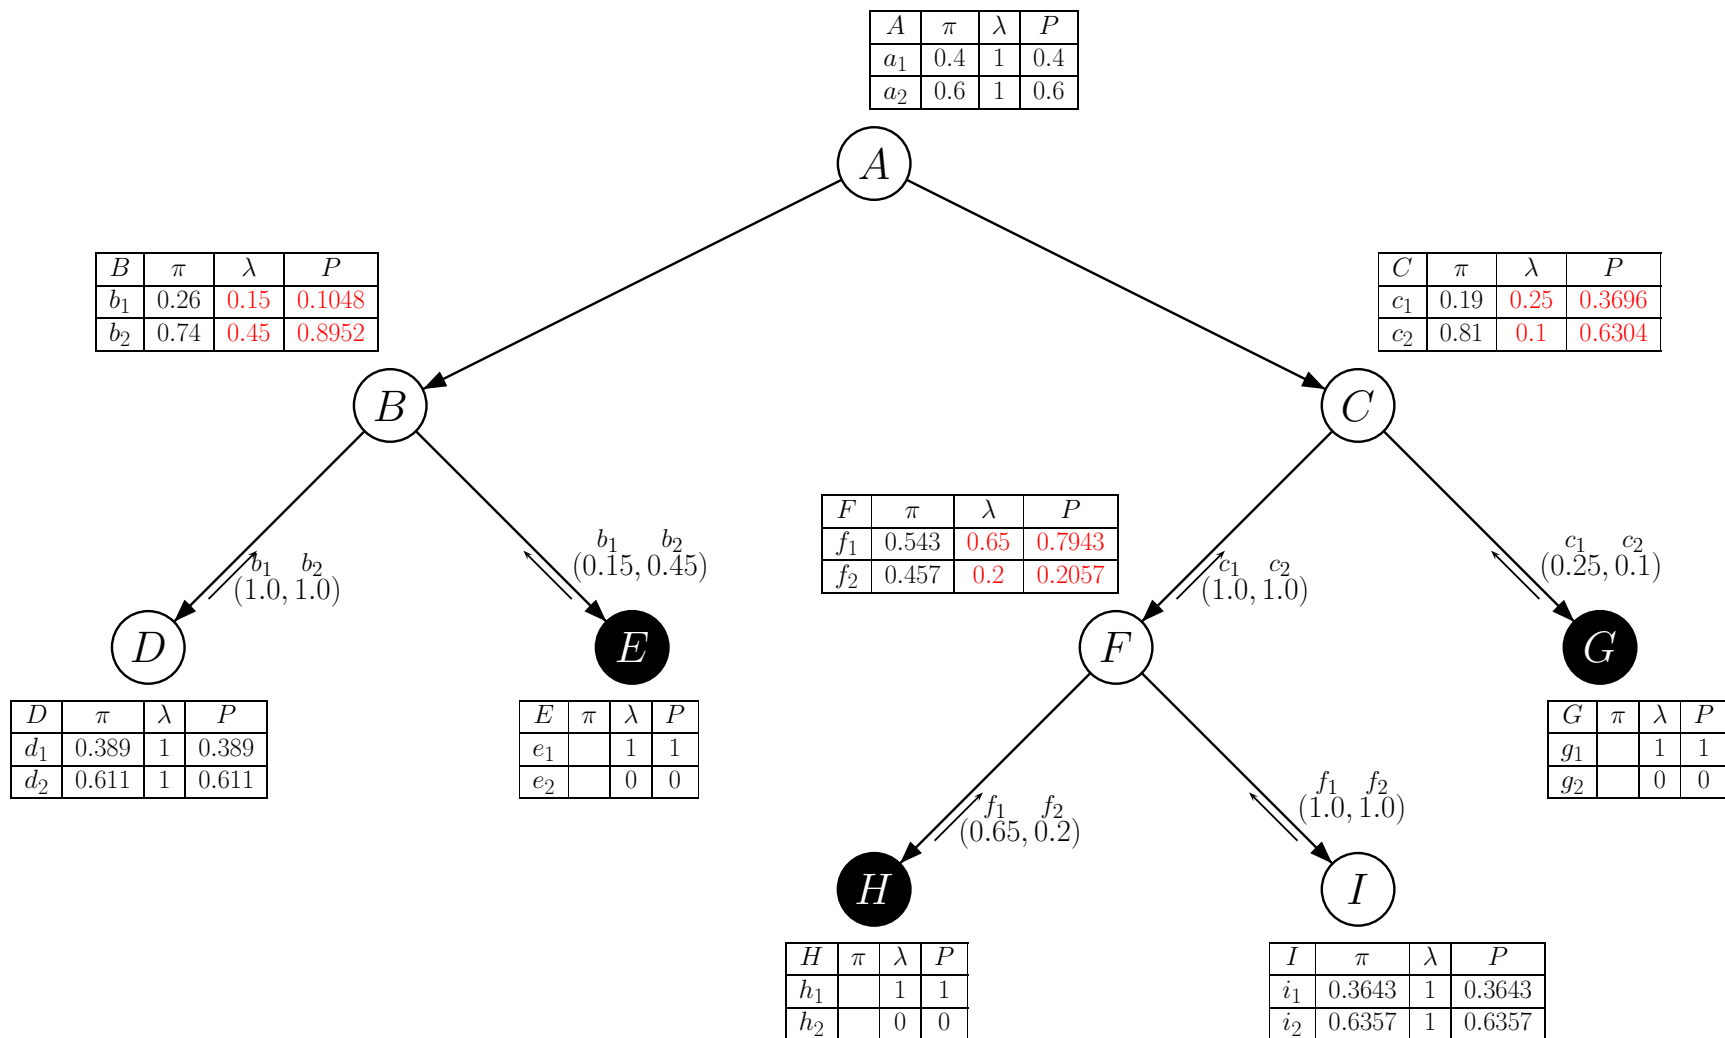 A π λ P
a₁ 0.4 1 0.4
a₂ 0.6 1 0.6
A
B π λ P
b₁ 0.26 0.15 0.1048
b₂ 0.74 0.45 0.8952
C π λ P
c₁ 0.19 0.25 0.3696
c₂ 0.81 0.1 0.6304
B
C
F π λ P
f₁ 0.543 0.65 0.7943
f₂ 0.457 0.2 0.2057
b₁ b₂
(1.0, 1.0)
b₁ b₂
(0.15, 0.45)
c₁ c₂
(1.0, 1.0)
c₁ c₂
(0.25, 0.1)
D
E
F
G
D π λ P
d₁ 0.389 1 0.389
d₂ 0.611 1 0.611
E π λ P
e₁ 1 1
e₂ 0 0
G π λ P
g₁ 1 1
g₂ 0 0
f₁ f₂
(0.65, 0.2)
f₁ f₂
(1.0, 1.0)
H
I
H π λ P
h₁ 1 1
h₂ 0 0
I π λ P
i₁ 0.3643 1 0.3643
i₂ 0.6357 1 0.6357